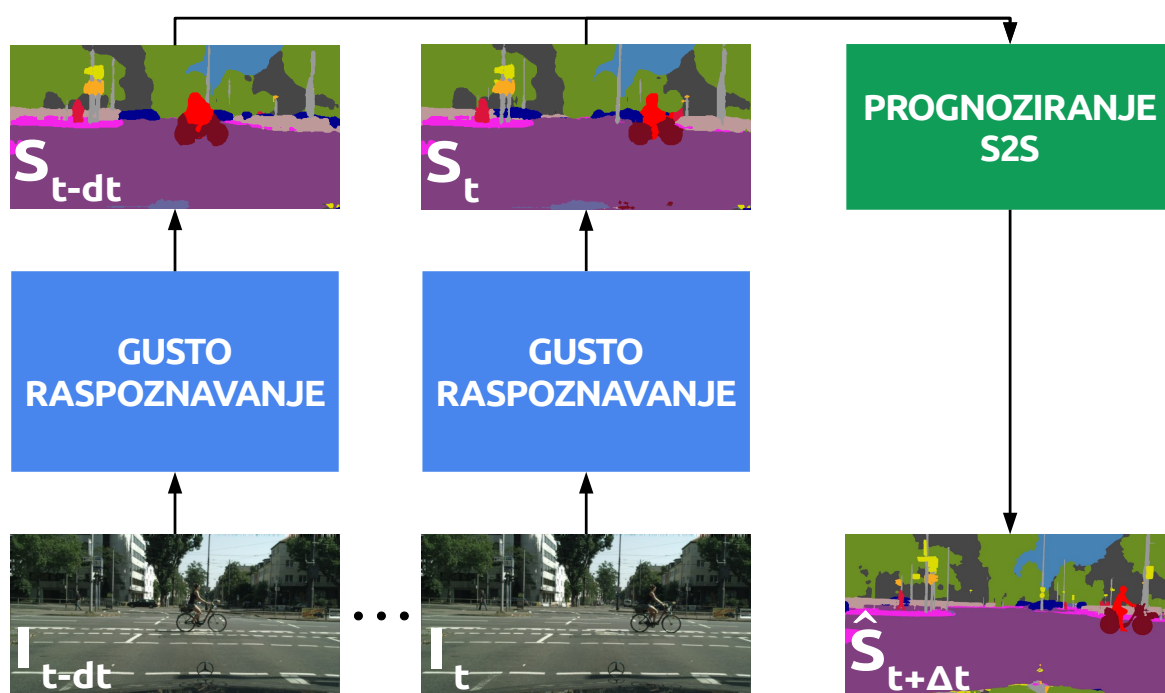 S t-dt
S t
PROGNOZIRANJE
S2S
GUSTO
RASPOZNAVANJE
GUSTO
RASPOZNAVANJE
I t-dt
...
I t
Ŝ t+Δt